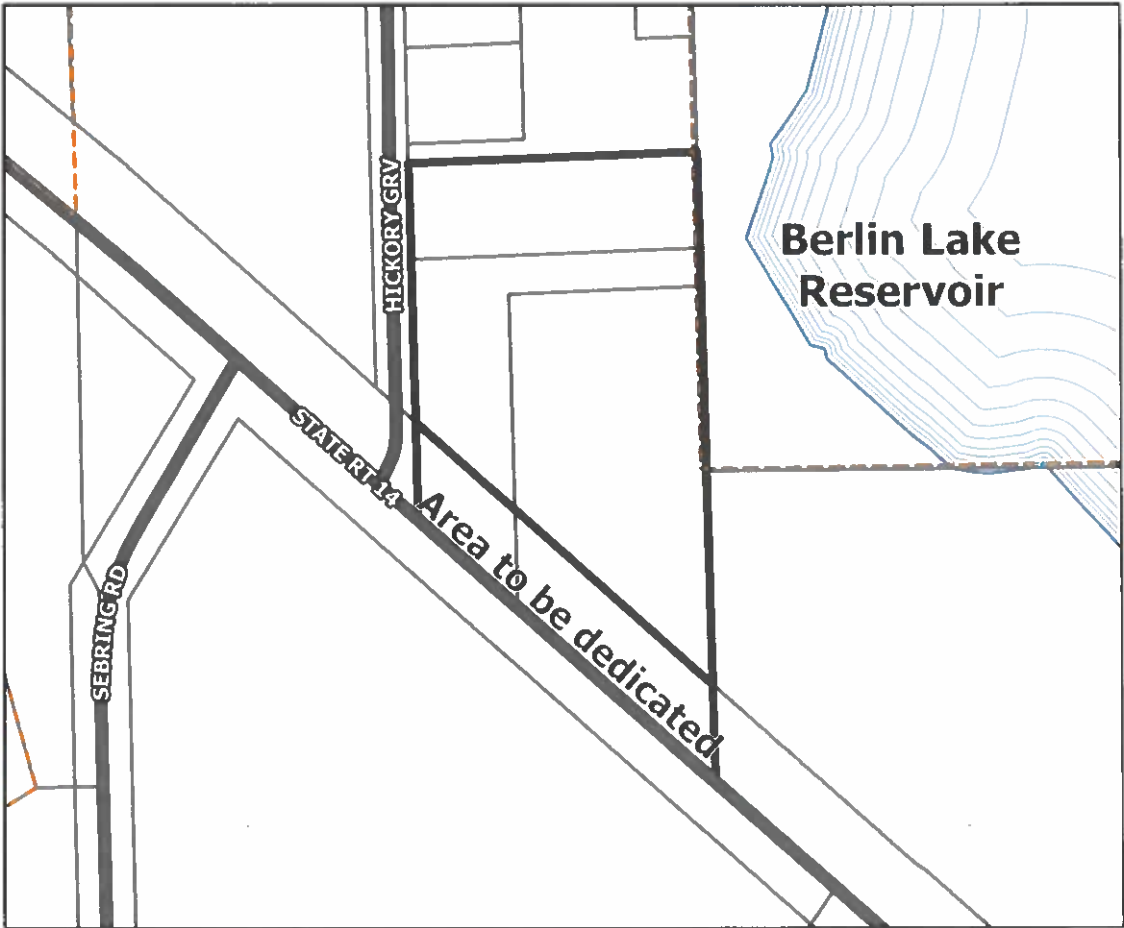 HICKORY GRV
Berlin Lake
Reservoir
STATE RT 14
Area to be dedicated
SEBRING RD